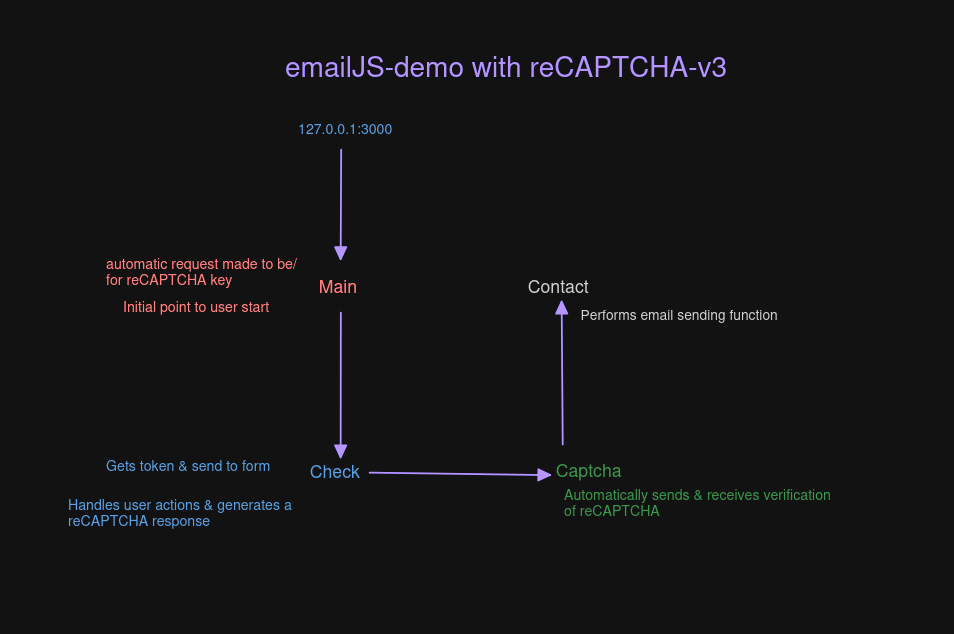 emailJS-demo with reCAPTCHA-v3
127.0.0.1:3000
automatic request made to be/
for reCAPTCHA key
Main
Initial point to user start
Contact
Performs email sending function
Gets token & send to form
Check
Handles user actions & generates a
reCAPTCHA response
Captcha
Automatically sends & receives verification
of reCAPTCHA